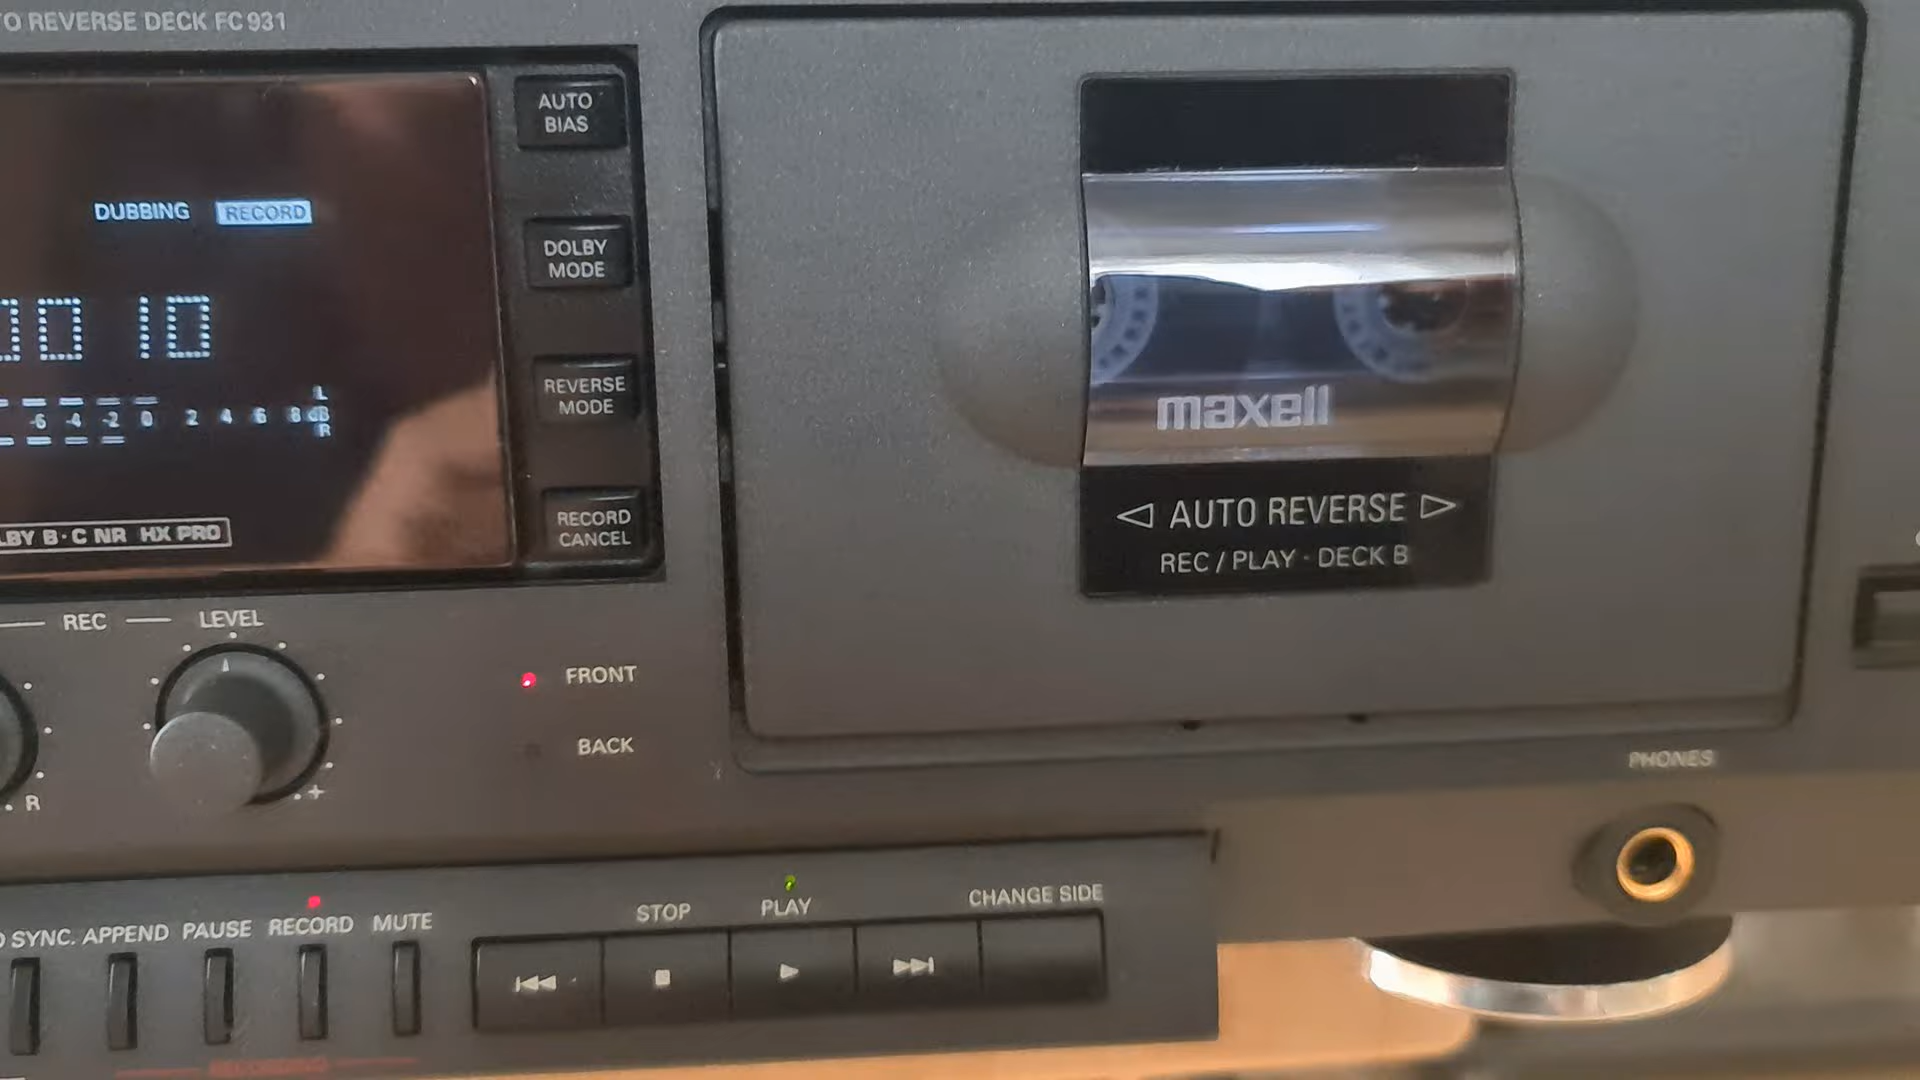 O REVERSE DECK FC 931
AUTO
BIAS
DUBBING RECORD
DOLBY
MODE
00 10
REVERSE
MODE
L
-6 -4 -2 0 2 4 6 8 dB
R
maxell
RECORD
CANCEL
LBY B·C NR HX PRO
◁ AUTO REVERSE ▷
REC / PLAY · DECK B
REC LEVEL
FRONT
BACK
R
+
PHONES
SYNC. APPEND PAUSE RECORD MUTE
STOP PLAY CHANGE SIDE
RECORDING